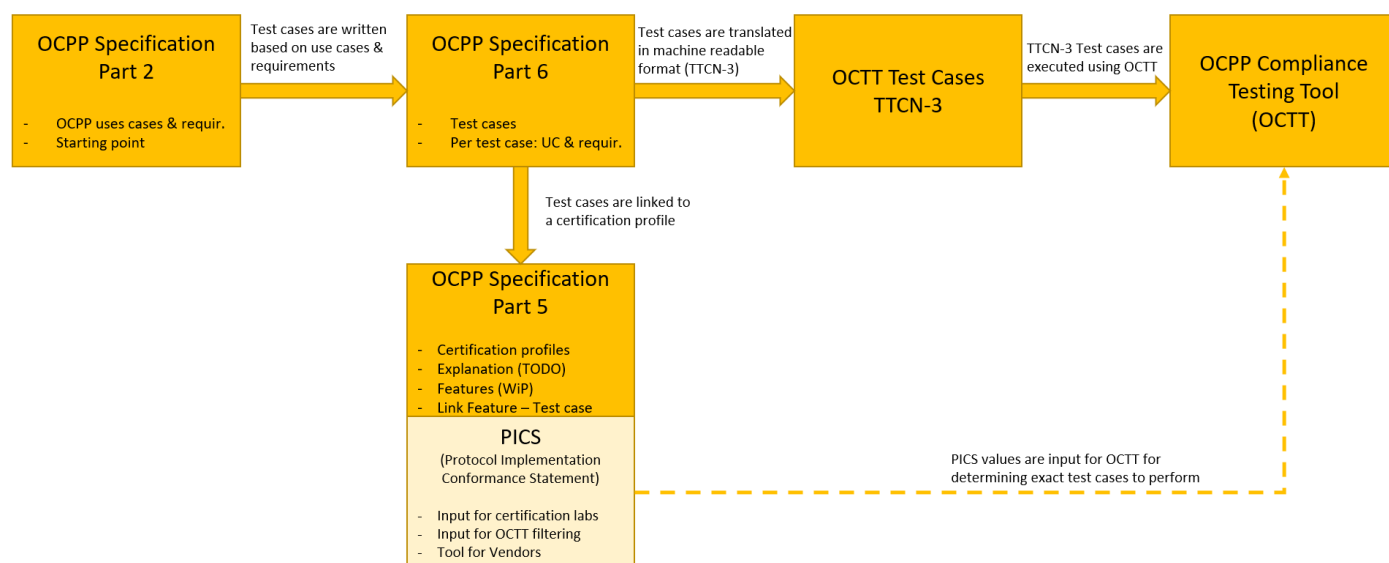 OCPP Specification
Part 2
- OCPP uses cases & requir.
- Starting point
Test cases are written
based on use cases &
requirements
OCPP Specification
Part 6
- Test cases
- Per test case: UC & requir.
Test cases are translated
in machine readable
format (TTCN-3)
OCTT Test Cases
TTCN-3
TTCN-3 Test cases are
executed using OCTT
OCPP Compliance
Testing Tool
(OCTT)
Test cases are linked to
a certification profile
OCPP Specification
Part 5
- Certification profiles
- Explanation (TODO)
- Features (WiP)
- Link Feature – Test case
PICS
(Protocol Implementation
Conformance Statement)
- Input for certification labs
- Input for OCTT filtering
- Tool for Vendors
PICS values are input for OCTT for
determining exact test cases to perform